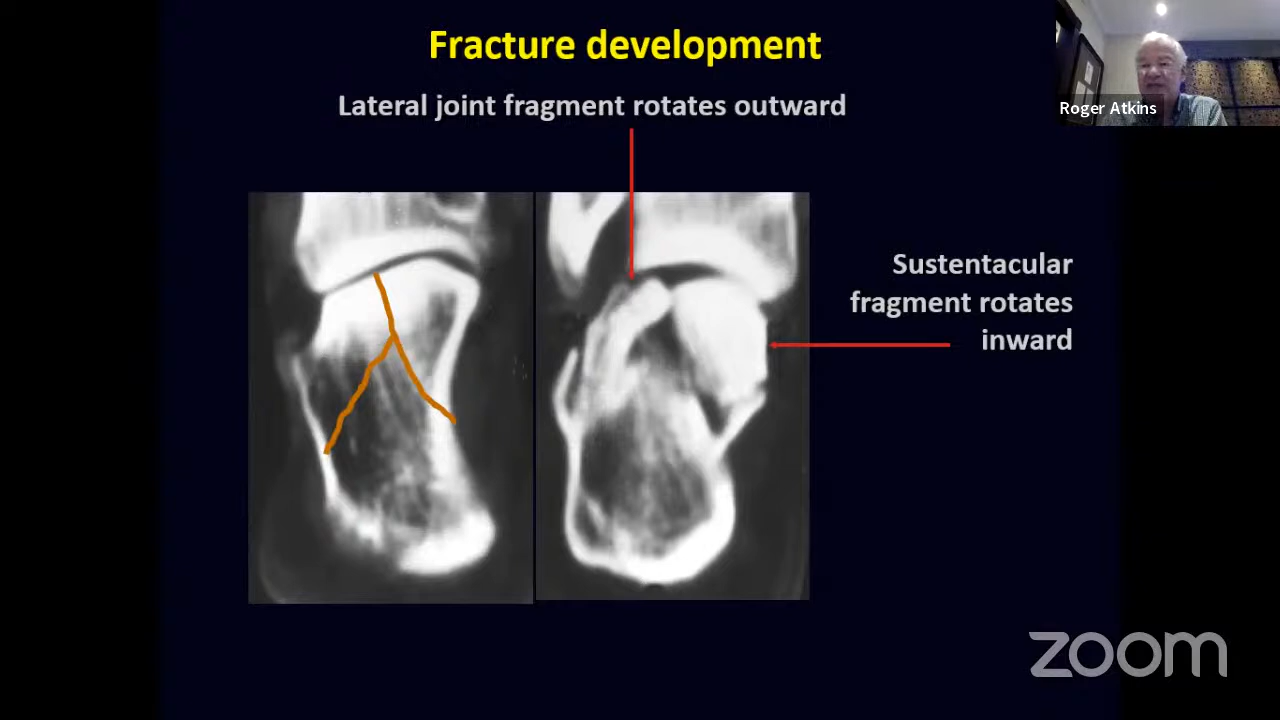 Fracture development
Lateral joint fragment rotates outward
Roger Atkins
Sustentacular
fragment rotates
inward
zoom